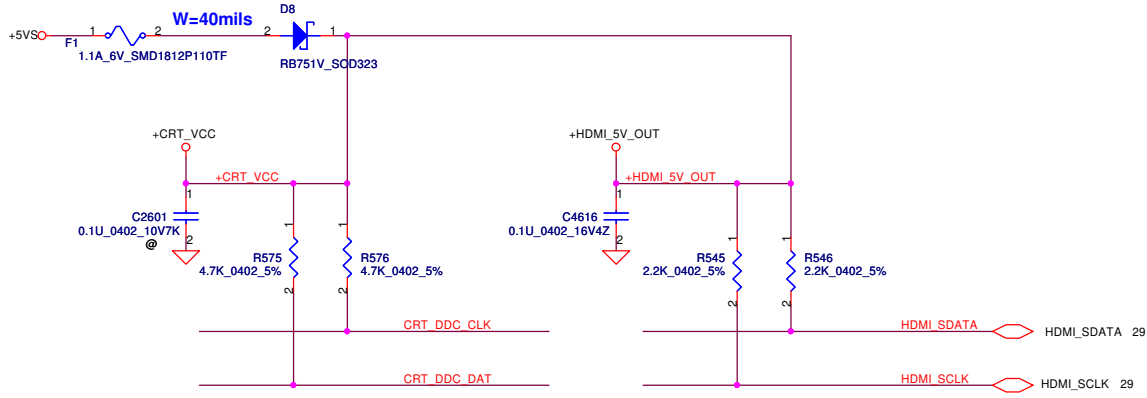 W=40mils
D8
+5VS
1
2
2
1
F1
1.1A_6V_SMD1812P110TF
RB751V_SOD323
+CRT_VCC
+HDMI_5V_OUT
+CRT_VCC
+HDMI_5V_OUT
1
1
C2601
C4616
0.1U_0402_10V7K
0.1U_0402_16V4Z
2
2
@
1
1
1
1
R575
R576
R545
R546
4.7K_0402_5%
4.7K_0402_5%
2.2K_0402_5%
2.2K_0402_5%
2
2
2
2
CRT_DDC_CLK
HDMI_SDATA
HDMI_SDATA 29
CRT_DDC_DAT
HDMI_SCLK
HDMI_SCLK 29